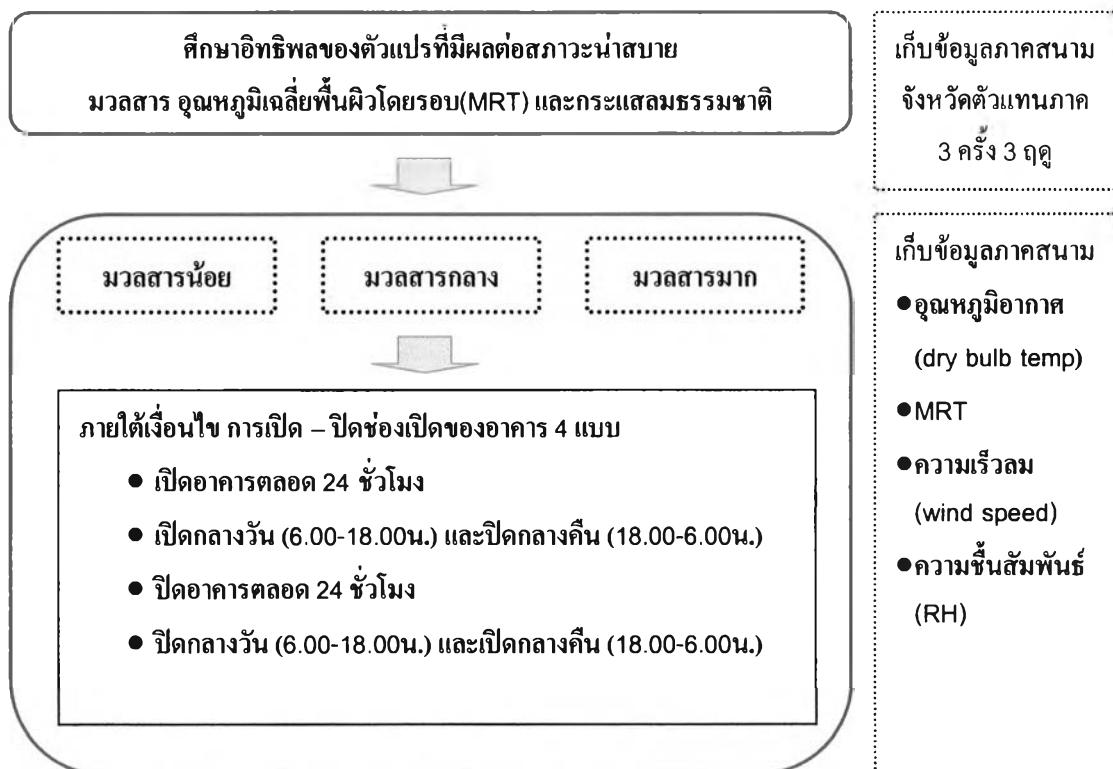 ศึกษาอิทธิพลของตัวแปรที่มีผลต่อสภาวะน่าสบาย
มวลสาร อุณหภูมิเฉลี่ยพื้นผิวโดยรอบ(MRT) และกระแสลมธรรมชาติ
เก็บข้อมูลภาคสนาม
จังหวัดตัวแทนภาค
3 ครั้ง 3 ฤดู
มวลสารน้อย
มวลสารกลาง
มวลสารมาก
ภายใต้เงื่อนไข การเปิด – ปิดช่องเปิดของอาคาร 4 แบบ
● เปิดอาคารตลอด 24 ชั่วโมง
● เปิดกลางวัน (6.00-18.00น.) และปิดกลางคืน (18.00-6.00น.)
● ปิดอาคารตลอด 24 ชั่วโมง
● ปิดกลางวัน (6.00-18.00น.) และเปิดกลางคืน (18.00-6.00น.)
เก็บข้อมูลภาคสนาม
●อุณหภูมิอากาศ
(dry bulb temp)
●MRT
●ความเร็วลม
(wind speed)
●ความชื้นสัมพันธ์
(RH)